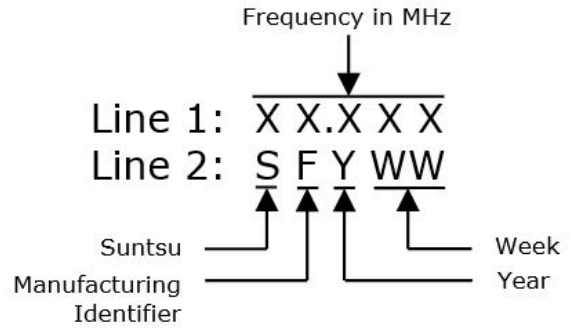 Frequency in MHz
Line 1: X X.X X X
Line 2: S F Y WW
Suntsu
Week
Manufacturing
Identifier
Year